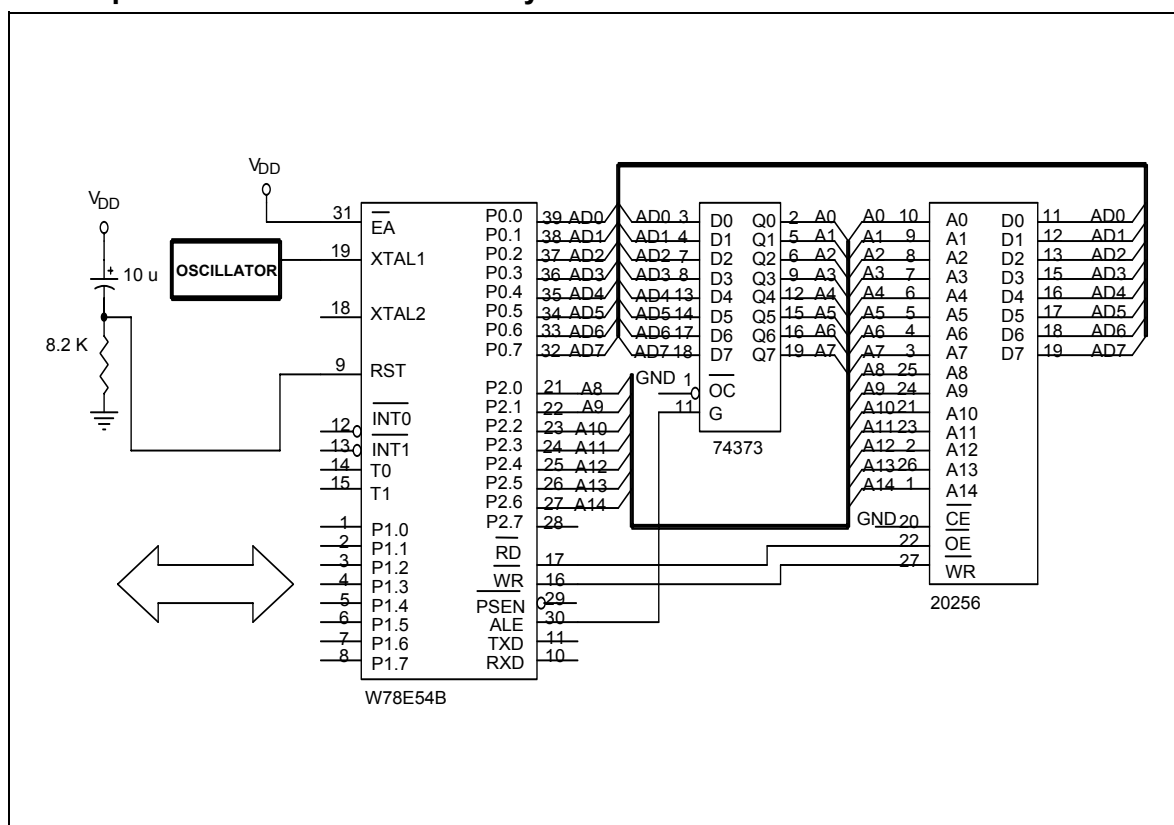 VDD
VDD
10 u
8.2 K
OSCILLATOR
31 EA
19 XTAL1
18 XTAL2
9 RST
12 INT0
13 INT1
14 T0
15 T1
1 P1.0
2 P1.1
3 P1.2
4 P1.3
5 P1.4
6 P1.5
7 P1.6
8 P1.7
P0.0 39 AD0
P0.1 38 AD1
P0.2 37 AD2
P0.3 36 AD3
P0.4 35 AD4
P0.5 34 AD5
P0.6 33 AD6
P0.7 32 AD7
P2.0 21 A8
P2.1 22 A9
P2.2 23 A10
P2.3 24 A11
P2.4 25 A12
P2.5 26 A13
P2.6 27 A14
P2.7 28
RD 17
WR 16
PSEN 29
ALE 30
TXD 11
RXD 10
W78E54B
AD0 3 D0 Q0 2 A0
AD1 4 D1 Q1 5 A1
AD2 7 D2 Q2 6 A2
AD3 8 D3 Q3 9 A3
AD4 13 D4 Q4 12 A4
AD5 14 D5 Q5 15 A5
AD6 17 D6 Q6 16 A6
AD7 18 D7 Q7 19 A7
GND 1 OC
11 G
74373
A0 10 A0 D0 11 AD0
A1 9 A1 D1 12 AD1
A2 8 A2 D2 13 AD2
A3 7 A3 D3 15 AD3
A4 6 A4 D4 16 AD4
A5 5 A5 D5 17 AD5
A6 4 A6 D6 18 AD6
A7 3 A7 D7 19 AD7
A8 25 A8
A9 24 A9
A10 21 A10
A11 23 A11
A12 2 A12
A13 26 A13
A14 1 A14
GND 20 CE
22 OE
27 WR
20256